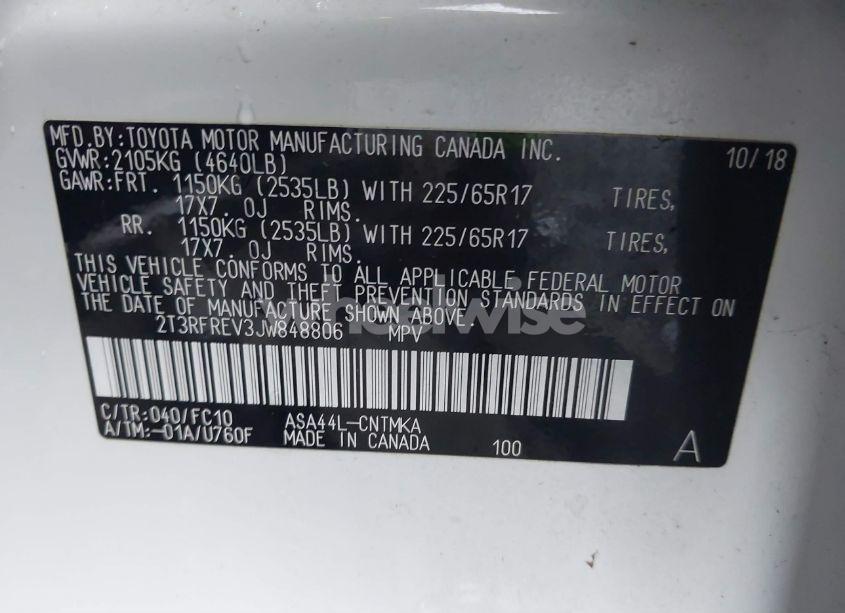 MFD.BY:TOYOTA MOTOR MANUFACTURING CANADA INC. 10/18
GVWR:2105KG (4640LB)
GAWR:FRT. 1150KG (2535LB) WITH 225/65R17 TIRES,
17X7.0J RIMS.
RR. 1150KG (2535LB) WITH 225/65R17 TIRES,
17X7.0J RIMS.
THIS VEHICLE CONFORMS TO ALL APPLICABLE FEDERAL MOTOR
VEHICLE SAFETY AND THEFT PREVENTION STANDARDS IN EFFECT ON
THE DATE OF MANUFACTURE SHOWN ABOVE.
2T3RFREV3JW848806 MPV
wheelwise
C/TR:040/FC10 ASA44L-CNTMKA
A/TM:-01A/U760F MADE IN CANADA 100 A